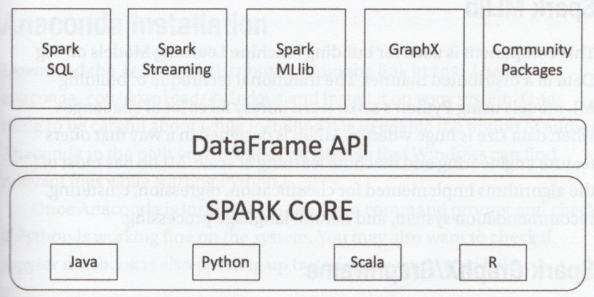 Spark SQL
Spark Streaming
Spark MLlib
GraphX
Community Packages
DataFrame API
SPARK CORE
Java
Python
Scala
R